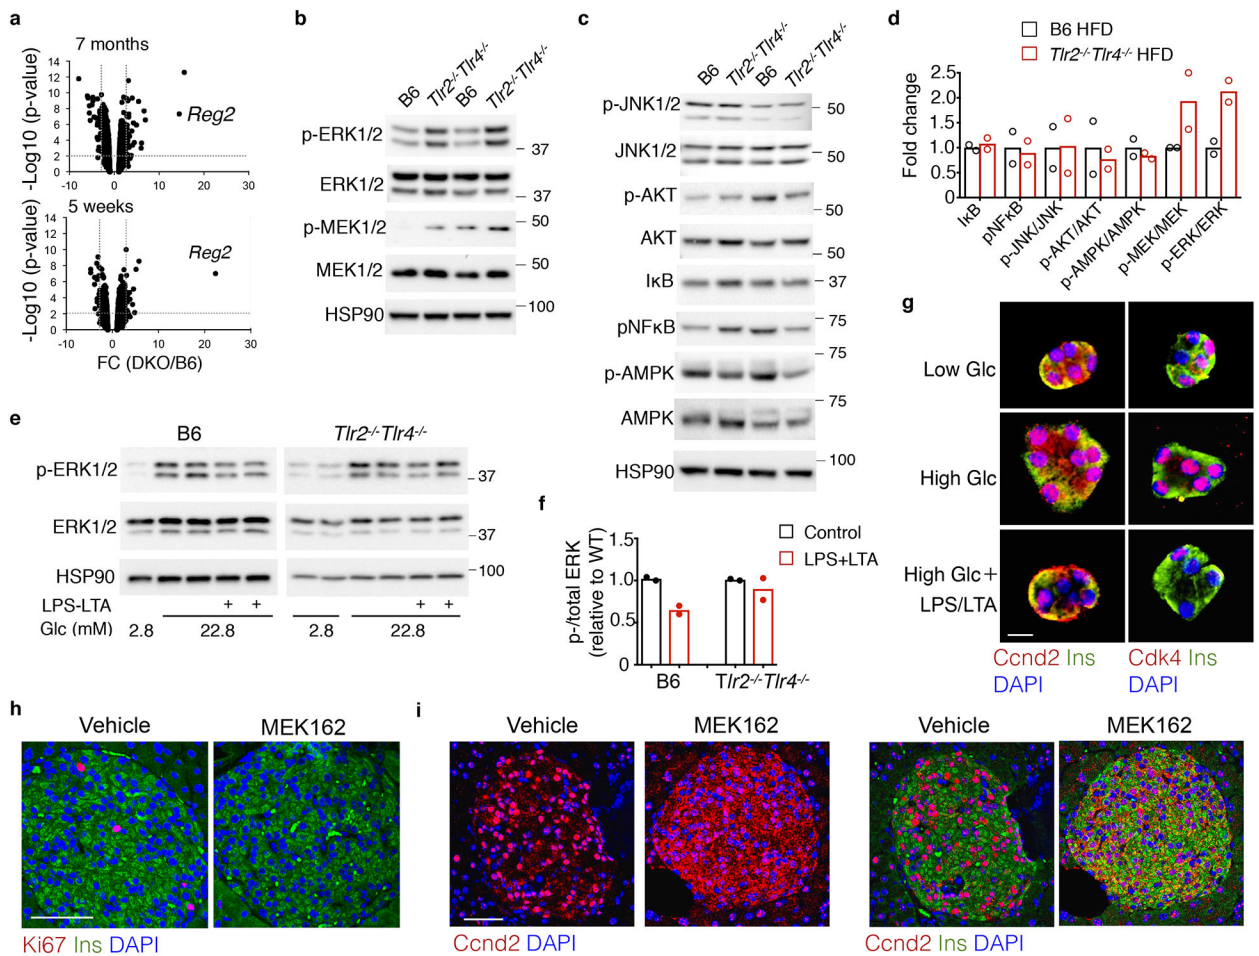 a
7 months
-Log10 (p-value)
14
12
10
8
6
4
2
0
Reg2
-10 0 10 20 30
5 weeks
-Log10 (p-value)
14
12
10
8
6
4
2
0
Reg2
-10 0 10 20 30
FC (DKO/B6)
b
B6 Tlr2-/-Tlr4-/- B6 Tlr2-/-Tlr4-/-
p-ERK1/2
37
ERK1/2
37
p-MEK1/2
50
MEK1/2
50
HSP90
100
c
B6 Tlr2-/-Tlr4-/- B6 Tlr2-/-Tlr4-/-
p-JNK1/2
50
JNK1/2
50
p-AKT
50
AKT
IκB
37
pNFκB
75
p-AMPK
75
AMPK
75
HSP90
100
d
B6 HFD
Tlr2-/-Tlr4-/- HFD
Fold change
2.5
2.0
1.5
1.0
0.5
0
IκB
pNFκB
p-JNK/JNK
p-AKT/AKT
p-AMPK/AMPK
p-MEK/MEK
p-ERK/ERK
e
B6 Tlr2-/-Tlr4-/-
p-ERK1/2
37
ERK1/2
37
HSP90
100
LPS-LTA + + + +
Glc (mM) 2.8 22.8 2.8 22.8
f
p-/total ERK
(relative to WT)
1.5
1.0
0.5
0
Control
LPS+LTA
B6 Tlr2-/-Tlr4-/-
g
Low Glc
High Glc
High Glc+
LPS/LTA
Ccnd2 Ins
DAPI
Cdk4 Ins
DAPI
h
Vehicle MEK162
Ki67 Ins DAPI
i
Vehicle MEK162
Ccnd2 DAPI
Vehicle MEK162
Ccnd2 Ins DAPI